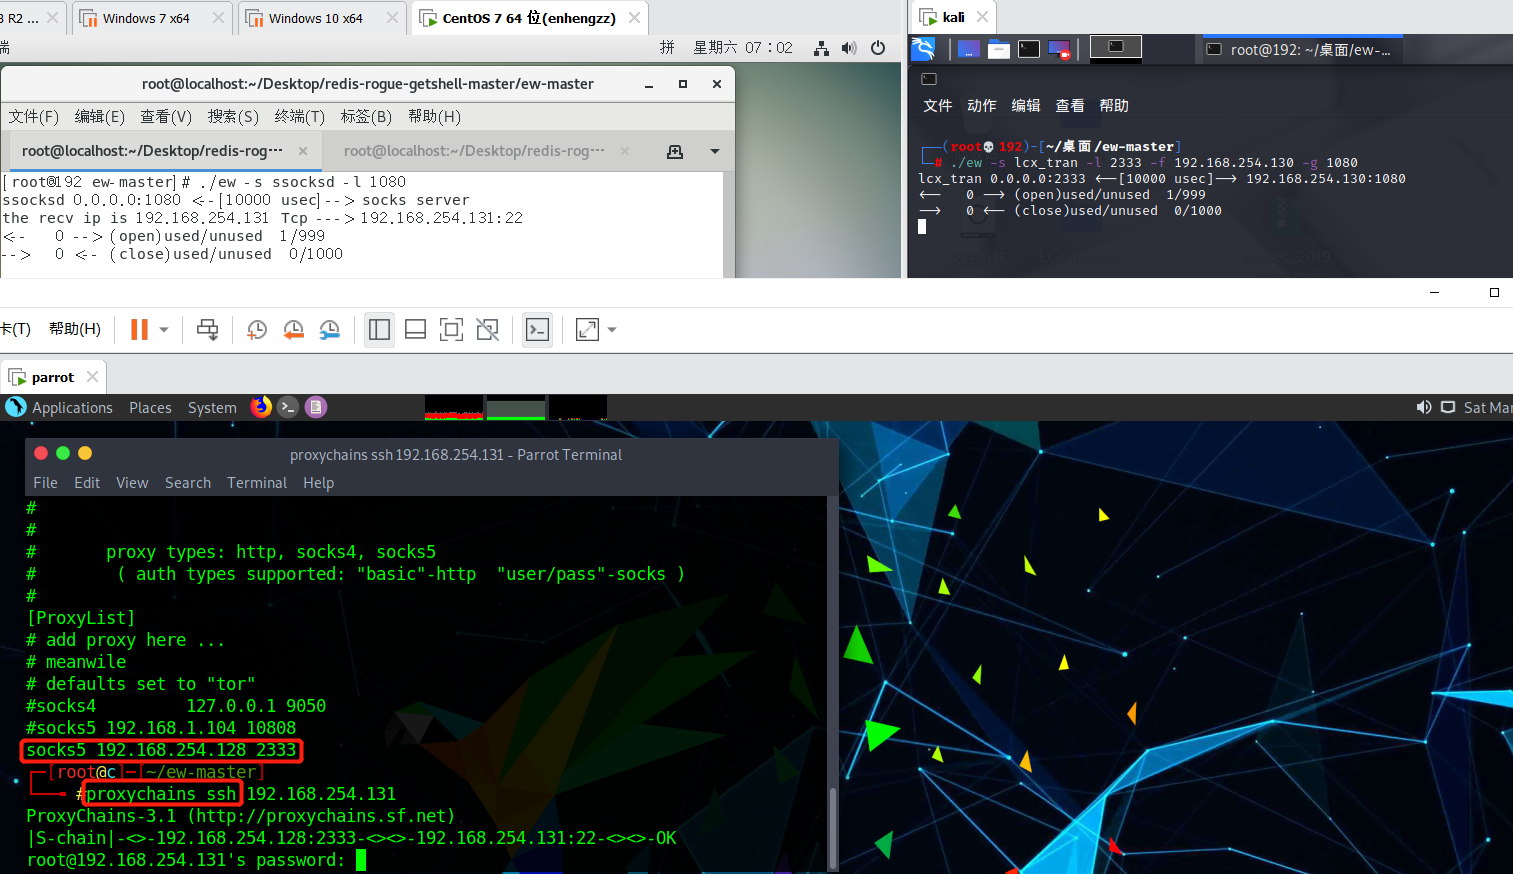 3 R2 ...
Windows 7 x64
Windows 10 x64
CentOS 7 64 位(enhengzz)
端
拼 星期六 07：02
root@localhost:~/Desktop/redis-rogue-getshell-master/ew-master
文件(F) 编辑(E) 查看(V) 搜索(S) 终端(T) 标签(B) 帮助(H)
root@localhost:~/Desktop/redis-rog···
root@localhost:~/Desktop/redis-rog···
[root@192 ew-master]# ./ew -s ssocksd -l 1080
ssocksd 0.0.0.0:1080 <--[10000 usec]--> socks server
the recv ip is 192.168.254.131 Tcp ---> 192.168.254.131:22
<--   0 --> (open)used/unused  1/999
-->   0 <-- (close)used/unused  0/1000
kali
root@192: ~/桌面/ew-...
文件 动作 编辑 查看 帮助
(root💀192)-[~/桌面/ew-master]
# ./ew -s lcx_tran -l 2333 -f 192.168.254.130 -g 1080
lcx_tran 0.0.0.0:2333 <--[10000 usec]--> 192.168.254.130:1080
<--   0 --> (open)used/unused  1/999
-->   0 <-- (close)used/unused  0/1000
卡(T) 帮助(H)
parrot
Applications Places System
Sat Mar
proxychains ssh 192.168.254.131 - Parrot Terminal
File Edit View Search Terminal Help
#
#
#       proxy types: http, socks4, socks5
#        ( auth types supported: "basic"-http  "user/pass"-socks )
#
[ProxyList]
# add proxy here ...
# meanwile
# defaults set to "tor"
#socks4         127.0.0.1 9050
#socks5 192.168.1.104 10808
socks5 192.168.254.128 2333
[root@c]─[~/ew-master]
#proxychains ssh 192.168.254.131
ProxyChains-3.1 (http://proxychains.sf.net)
|S-chain|-<>-192.168.254.128:2333-<><>-192.168.254.131:22-<><>-OK
root@192.168.254.131's password: